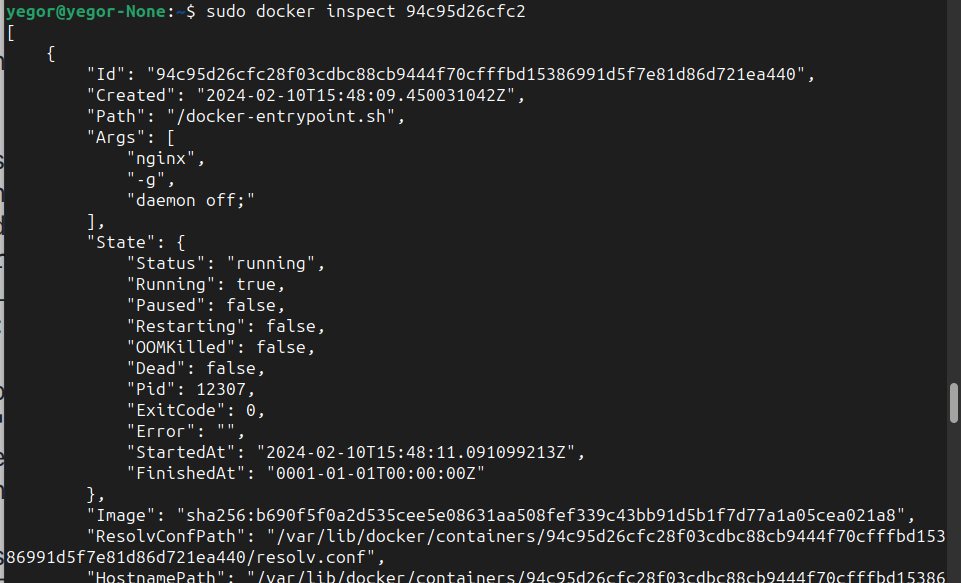 yegor@yegor-None:~$ sudo docker inspect 94c95d26cfc2
[
    {
        "Id": "94c95d26cfc28f03cdbc88cb9444f70cfffbd15386991d5f7e81d86d721ea440",
        "Created": "2024-02-10T15:48:09.450031042Z",
        "Path": "/docker-entrypoint.sh",
        "Args": [
            "nginx",
            "-g",
            "daemon off;"
        ],
        "State": {
            "Status": "running",
            "Running": true,
            "Paused": false,
            "Restarting": false,
            "OOMKilled": false,
            "Dead": false,
            "Pid": 12307,
            "ExitCode": 0,
            "Error": "",
            "StartedAt": "2024-02-10T15:48:11.091099213Z",
            "FinishedAt": "0001-01-01T00:00:00Z"
        },
        "Image": "sha256:b690f5f0a2d535cee5e08631aa508fef339c43bb91d5b1f7d77a1a05cea021a8",
        "ResolvConfPath": "/var/lib/docker/containers/94c95d26cfc28f03cdbc88cb9444f70cfffbd153
86991d5f7e81d86d721ea440/resolv.conf",
        "HostnamePath": "/var/lib/docker/containers/94c95d26cfc28f03cdbc88cb9444f70cfffbd15386